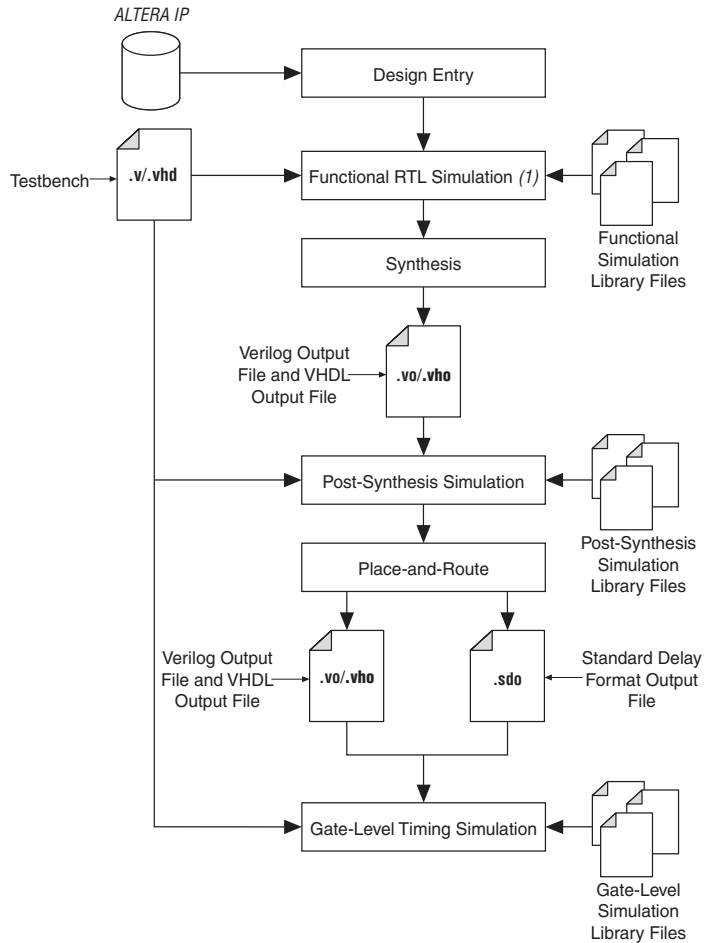 ALTERA IP
Design Entry
Testbench
.v/.vhd
Functional RTL Simulation (1)
Functional
Simulation
Library Files
Synthesis
Verilog Output
File and VHDL
Output File
.vo/.vho
Post-Synthesis Simulation
Post-Synthesis
Simulation
Library Files
Place-and-Route
Verilog Output
File and VHDL
Output File
.vo/.vho
.sdo
Standard Delay
Format Output
File
Gate-Level Timing Simulation
Gate-Level
Simulation
Library Files